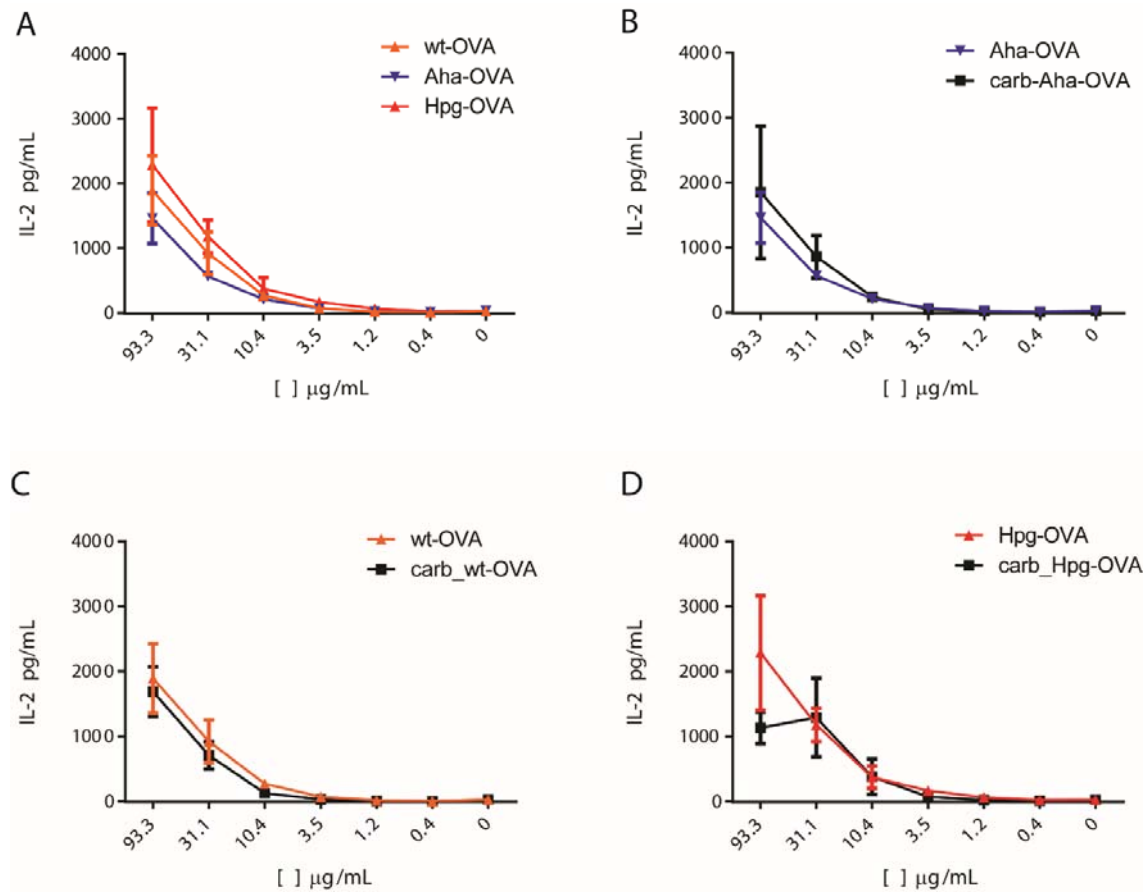 A
wt-OVA
Aha-OVA
Hpg-OVA
4000
3000
2000
1000
0
IL-2 pg/mL
93.3
31.1
10.4
3.5
1.2
0.4
0
[ ] μg/mL
B
Aha-OVA
carb-Aha-OVA
4000
3000
2000
1000
0
IL-2 pg/mL
93.3
31.1
10.4
3.5
1.2
0.4
0
[ ] μg/mL
C
wt-OVA
carb_wt-OVA
4000
3000
2000
1000
0
IL-2 pg/mL
93.3
31.1
10.4
3.5
1.2
0.4
0
[ ] μg/mL
D
Hpg-OVA
carb_Hpg-OVA
4000
3000
2000
1000
0
IL-2 pg/mL
93.3
31.1
10.4
3.5
1.2
0.4
0
[ ] μg/mL